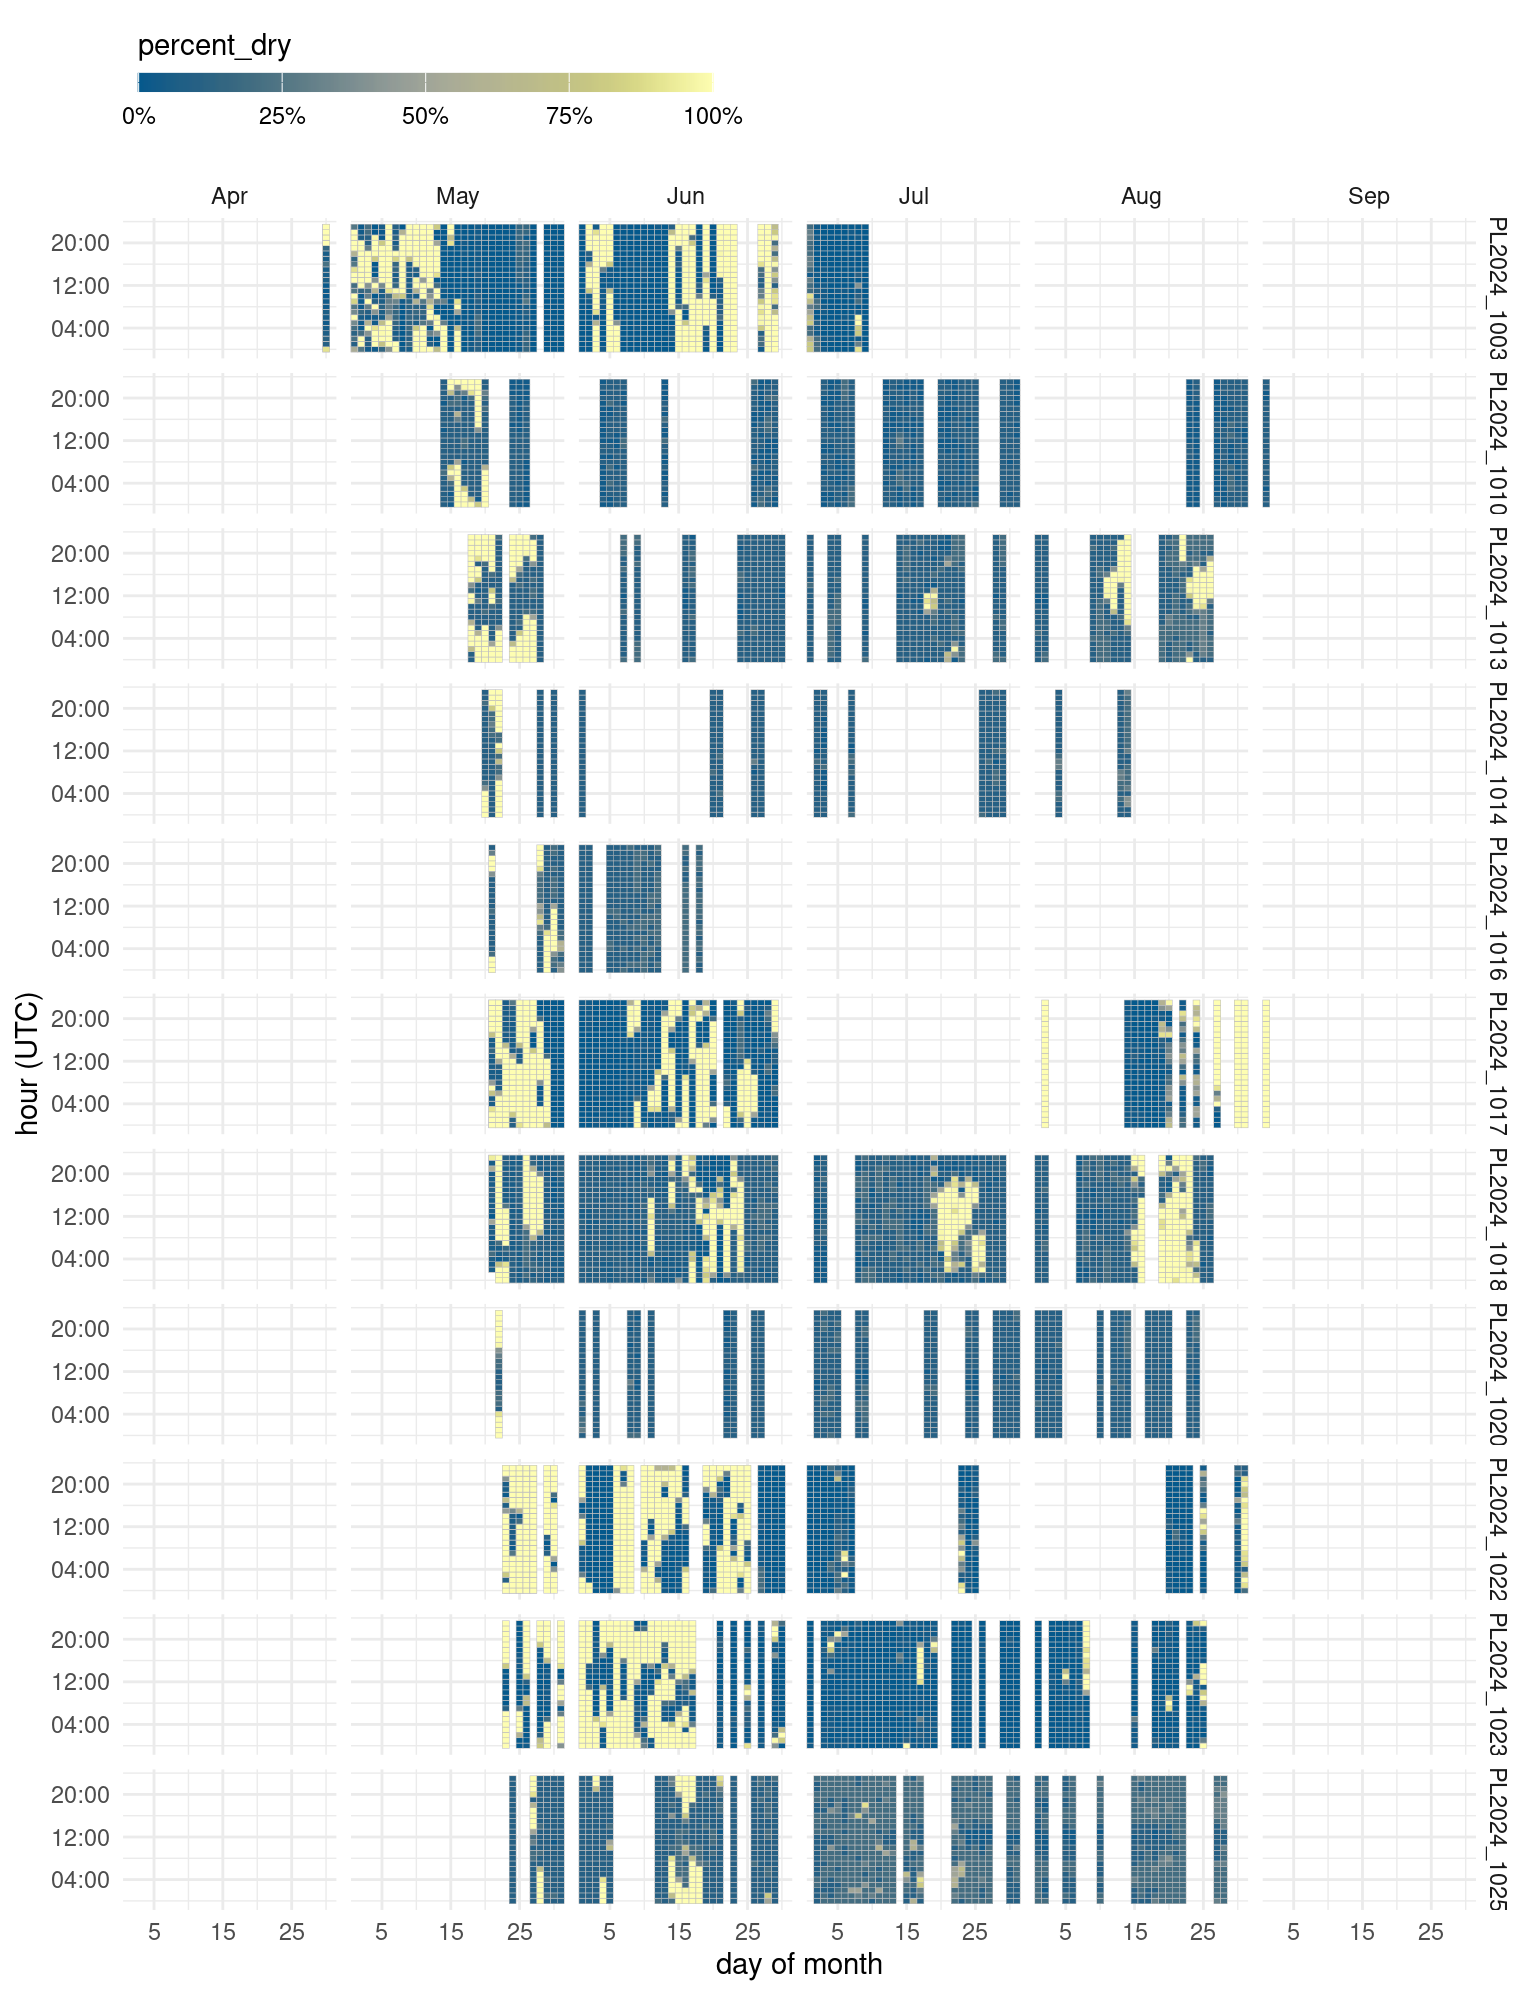 percent_dry
0% 25% 50% 75% 100%
Apr May Jun Jul Aug Sep
20:00
12:00
04:00
PL2024_1003
20:00
12:00
04:00
PL2024_1010
20:00
12:00
04:00
PL2024_1013
20:00
12:00
04:00
PL2024_1014
20:00
12:00
04:00
PL2024_1016
20:00
12:00
04:00
PL2024_1017
20:00
12:00
04:00
PL2024_1018
20:00
12:00
04:00
PL2024_1020
20:00
12:00
04:00
PL2024_1022
20:00
12:00
04:00
PL2024_1023
20:00
12:00
04:00
PL2024_1025
hour (UTC)
5 15 25 5 15 25 5 15 25 5 15 25 5 15 25 5 15 25
day of month